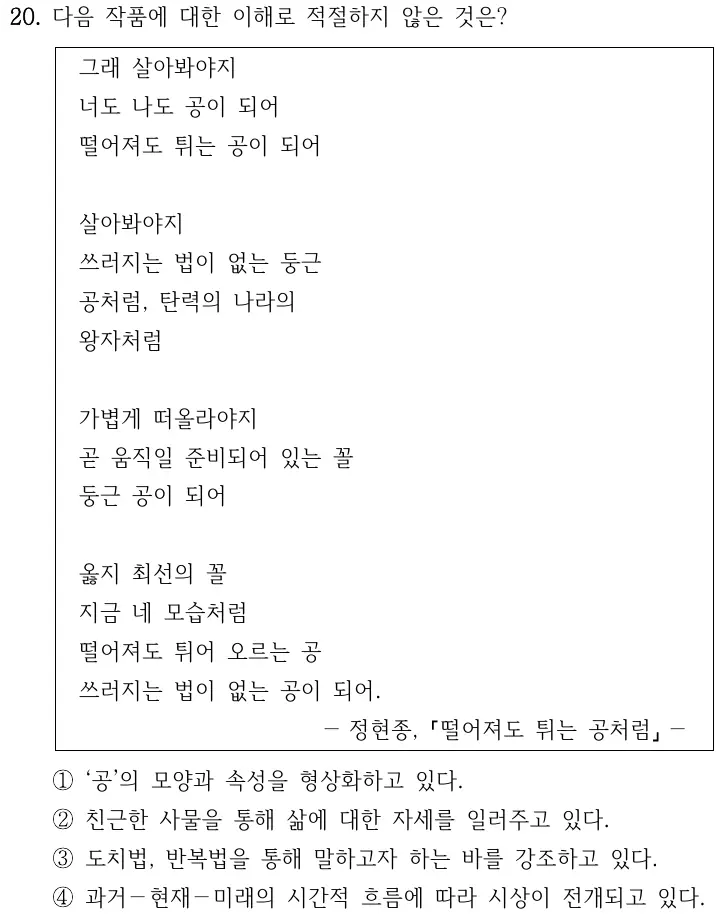 20. 다음 작품에 대한 이해로 적절하지 않은 것은?
그래 살아봐야지
너도 나도 공이 되어
떨어져도 튀는 공이 되어
살아봐야지
쓰러지는 법이 없는 둥근
공처럼, 탄력의 나라의
왕자처럼
가볍게 떠올라야지
곧 움직일 준비되어 있는 꼴
둥근 공이 되어
옳지 최선의 꼴
지금 네 모습처럼
떨어져도 튀어 오르는 공
쓰러지는 법이 없는 공이 되어.
- 정현종, 「떨어져도 튀는 공처럼」 -
① ‘공’의 모양과 속성을 형상화하고 있다.
② 친근한 사물을 통해 삶에 대한 자세를 일러주고 있다.
③ 도치법, 반복법을 통해 말하고자 하는 바를 강조하고 있다.
④ 과거-현재-미래의 시간적 흐름에 따라 시상이 전개되고 있다.